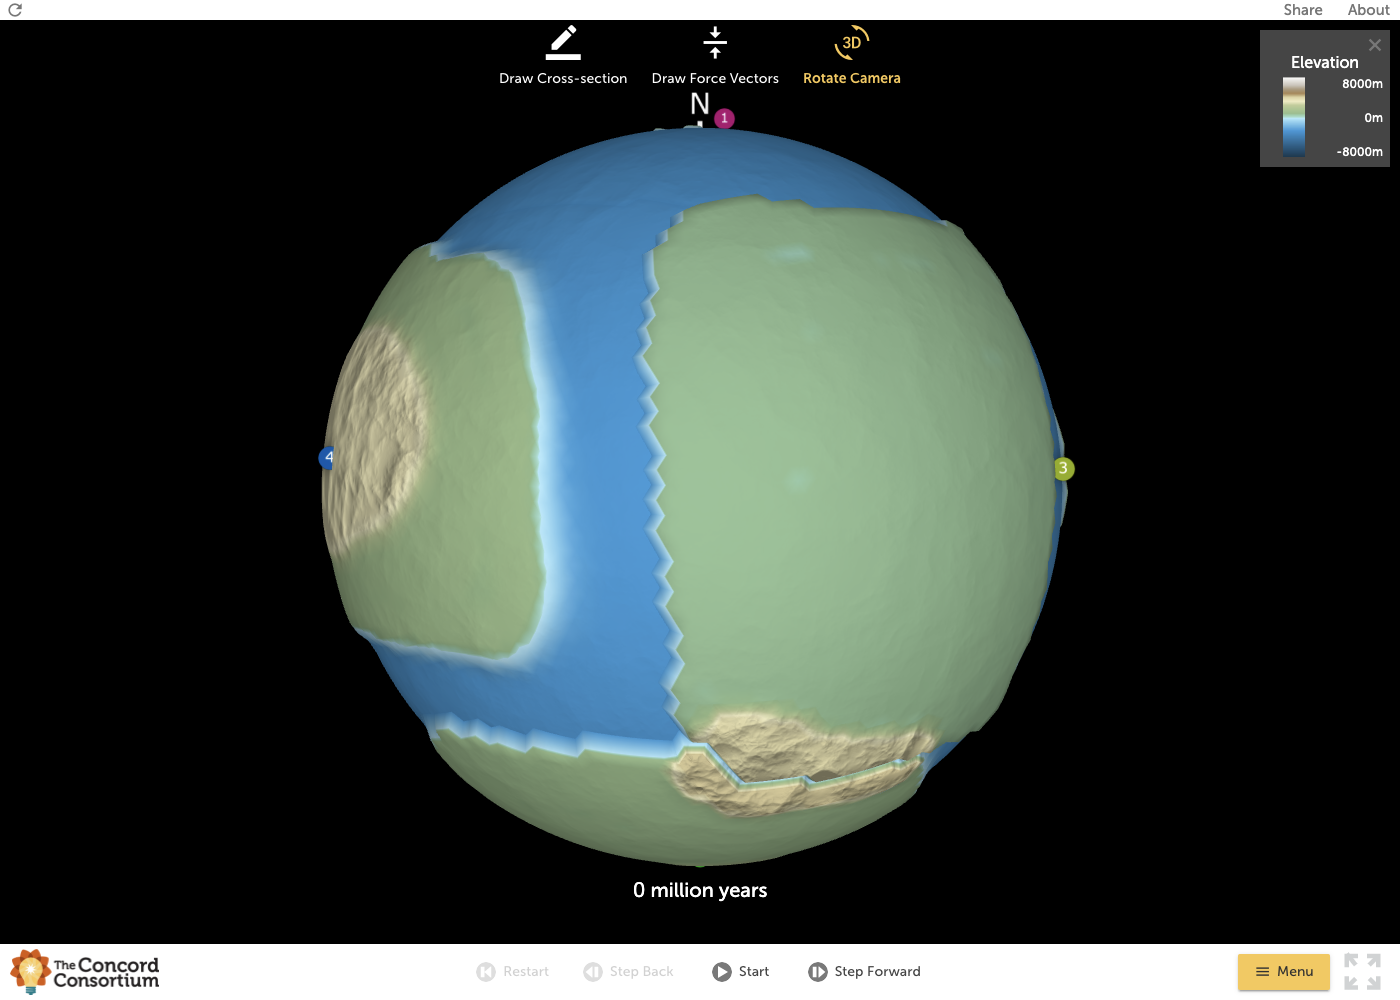 Share About
Draw Cross-section Draw Force Vectors 3D Rotate Camera
Elevation
8000m
0m
-8000m
N
1
4
3
0 million years
The Concord Consortium
Restart Step Back Start Step Forward Menu